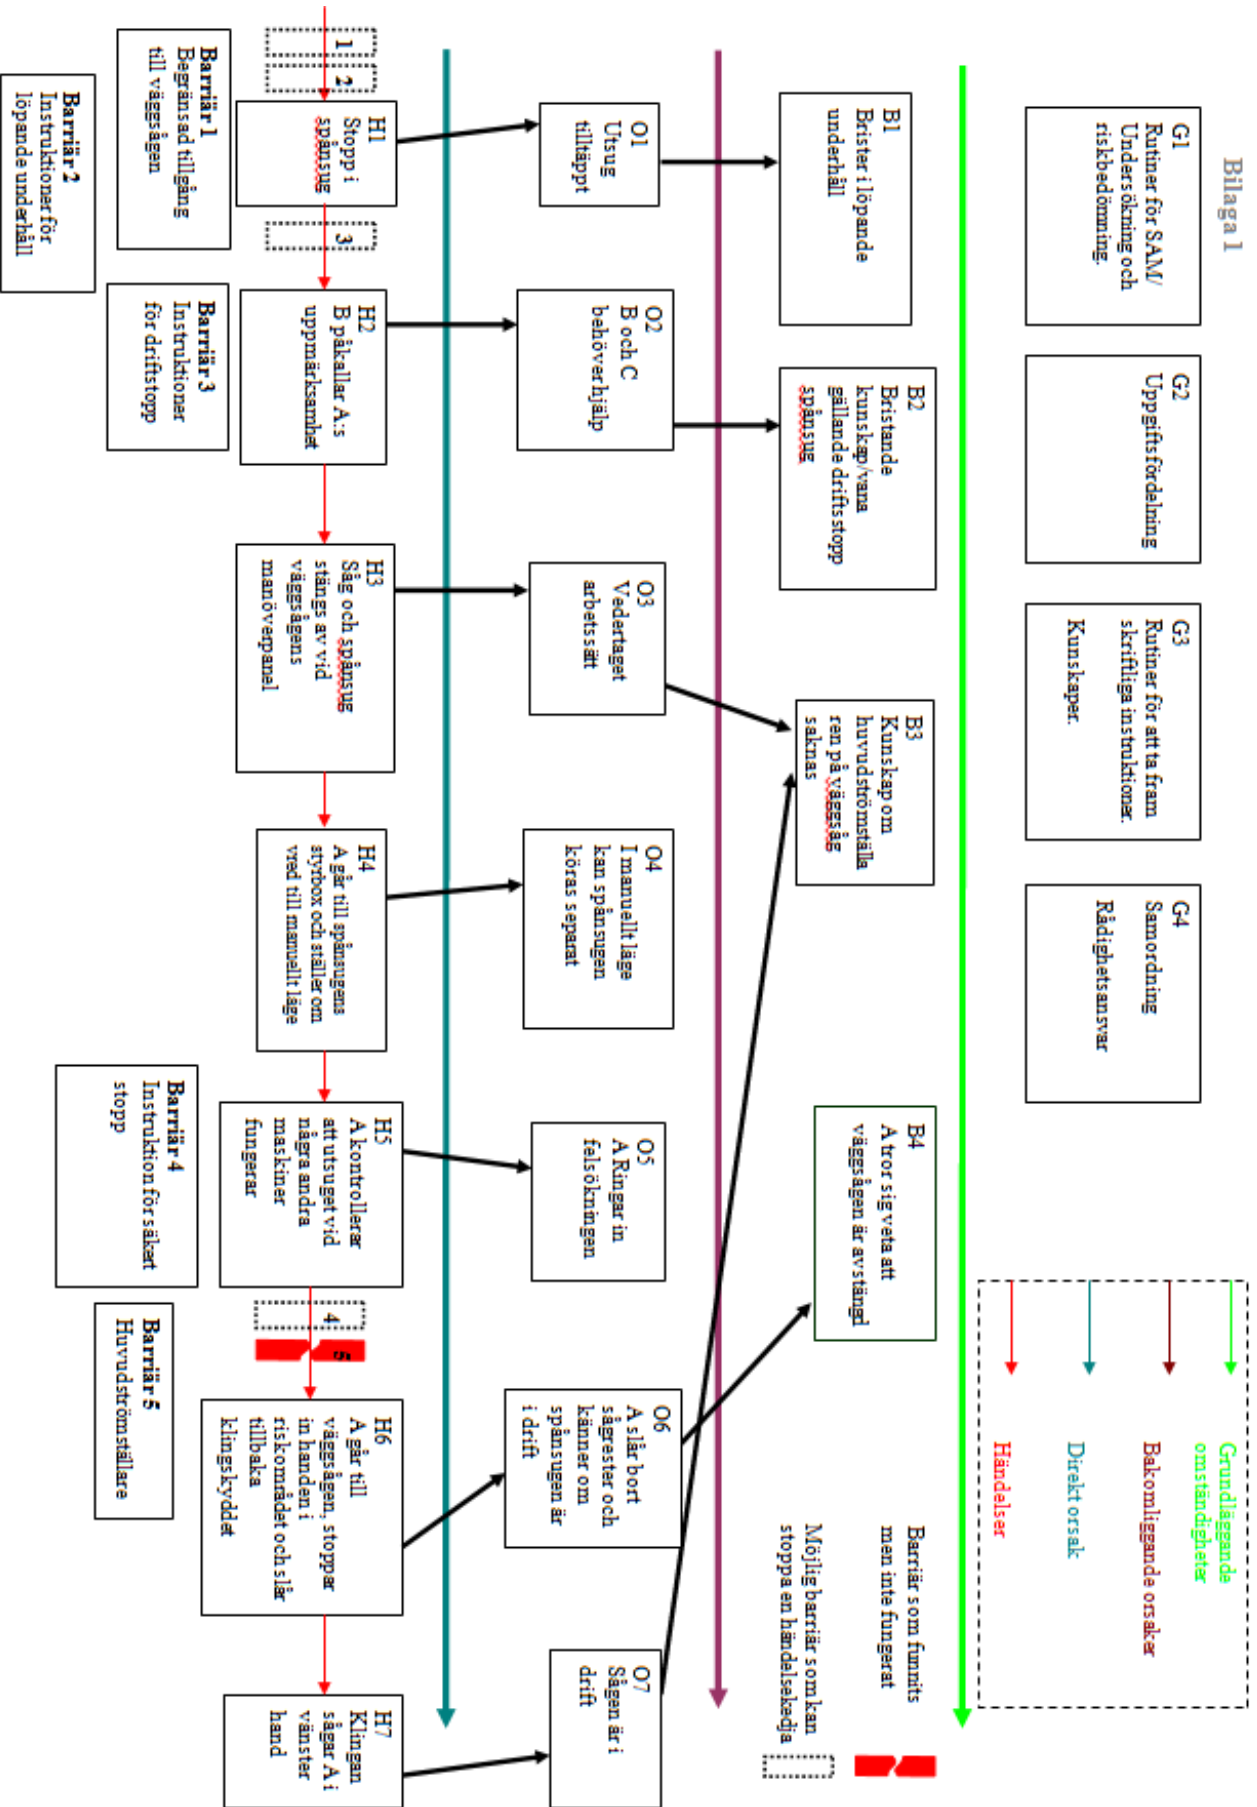 Bilaga 1
G1
Rutiner för SAM/
Undersökning och
riskbedömning.
G2
Uppgiftsfördelning
G3
Rutiner för att ta fram
skriftliga instruktioner.
Kunskaper.
G4
Samordning
Rådighetsansvar
Grundläggande
omständigheter
Bakomliggande orsaker
Direkt orsak
Händelser
B1
Brister i löpande
underhåll
B2
Bristande
kunskap/vana
gällande driftsstopp
spånsug
B3
Kunskap om
huvudströmställa
ren på väggsåg
saknas
B4
A tror sig veta att
väggsågen är avstängd
Barriär som funnits
men inte fungerat
Möjlig barriär som kan
stoppa en händelsekedja
O1
Utsug
tilltäppt
O2
B och C
behöver hjälp
O3
Vedertaget
arbetssätt
O4
I manuellt läge
kan spånsugen
köras separat
O5
A Ringar in
felsökningen
O6
A slår bort
sågrester och
känner om
spånsugen är
i drift
O7
Sågen är i
drift
1
2
H1
Stopp i
spånsug
3
H2
B påkallar A:s
uppmärksamhet
H3
Såg och spånsug
stängs av vid
väggsågens
manöverpanel
H4
A går till spånsugens
styrbox och ställer om
vred till manuellt läge
H5
A kontrollerar
att utsuget vid
några andra
maskiner
fungerar
4
5
H6
A går till
väggsågen, stoppar
in handen i
riskområdet och slår
tillbaka
klingskyddet
H7
Klingan
sågar A i
vänster
hand
Barriär 1
Begränsad tillgång
till väggsågen
Barriär 2
Instruktioner för
löpande underhåll
Barriär 3
Instruktioner
för driftstopp
Barriär 4
Instruktion för säkert
stopp
Barriär 5
Huvudströmställare